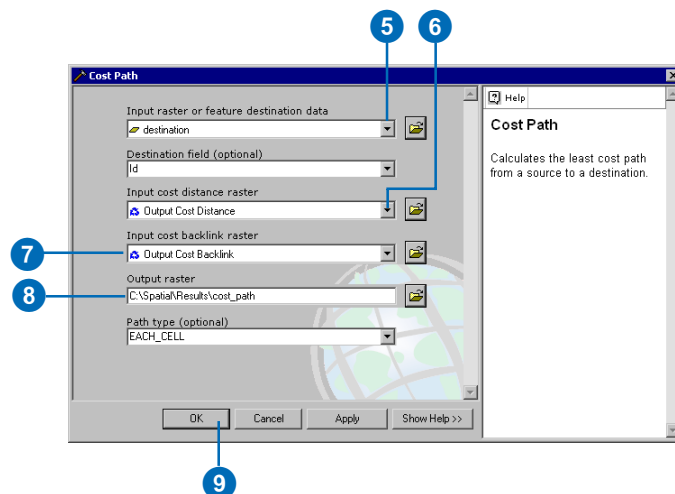 5
6
Cost Path
Input raster or feature destination data
destination
Destination field (optional)
Id
Input cost distance raster
Output Cost Distance
Input cost backlink raster
7
Output Cost Backlink
Output raster
8
C:\Spatial\Results\cost_path
Path type (optional)
EACH_CELL
OK
Cancel
Apply
Show Help >>
9
Help
Cost Path
Calculates the least cost path
from a source to a destination.